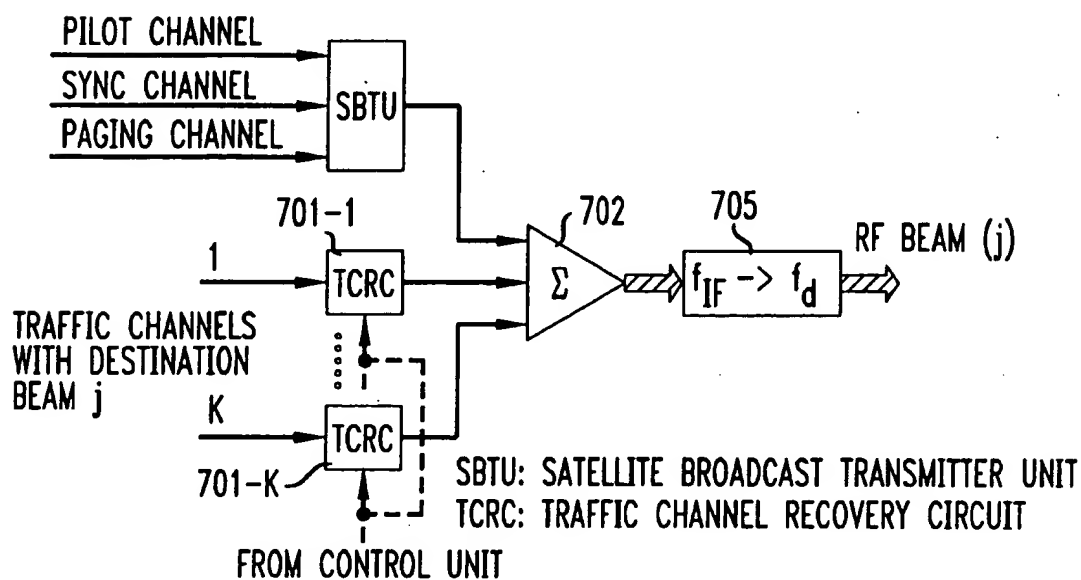 PILOT CHANNEL
SYNC CHANNEL
PAGING CHANNEL
SBTU
701-1
702
705
RF BEAM (j)
1
TCRC
Σ
f_IF -> f_d
TRAFFIC CHANNELS
WITH DESTINATION
BEAM j
K
TCRC
701-K
SBTU: SATELLITE BROADCAST TRANSMITTER UNIT
TCRC: TRAFFIC CHANNEL RECOVERY CIRCUIT
FROM CONTROL UNIT